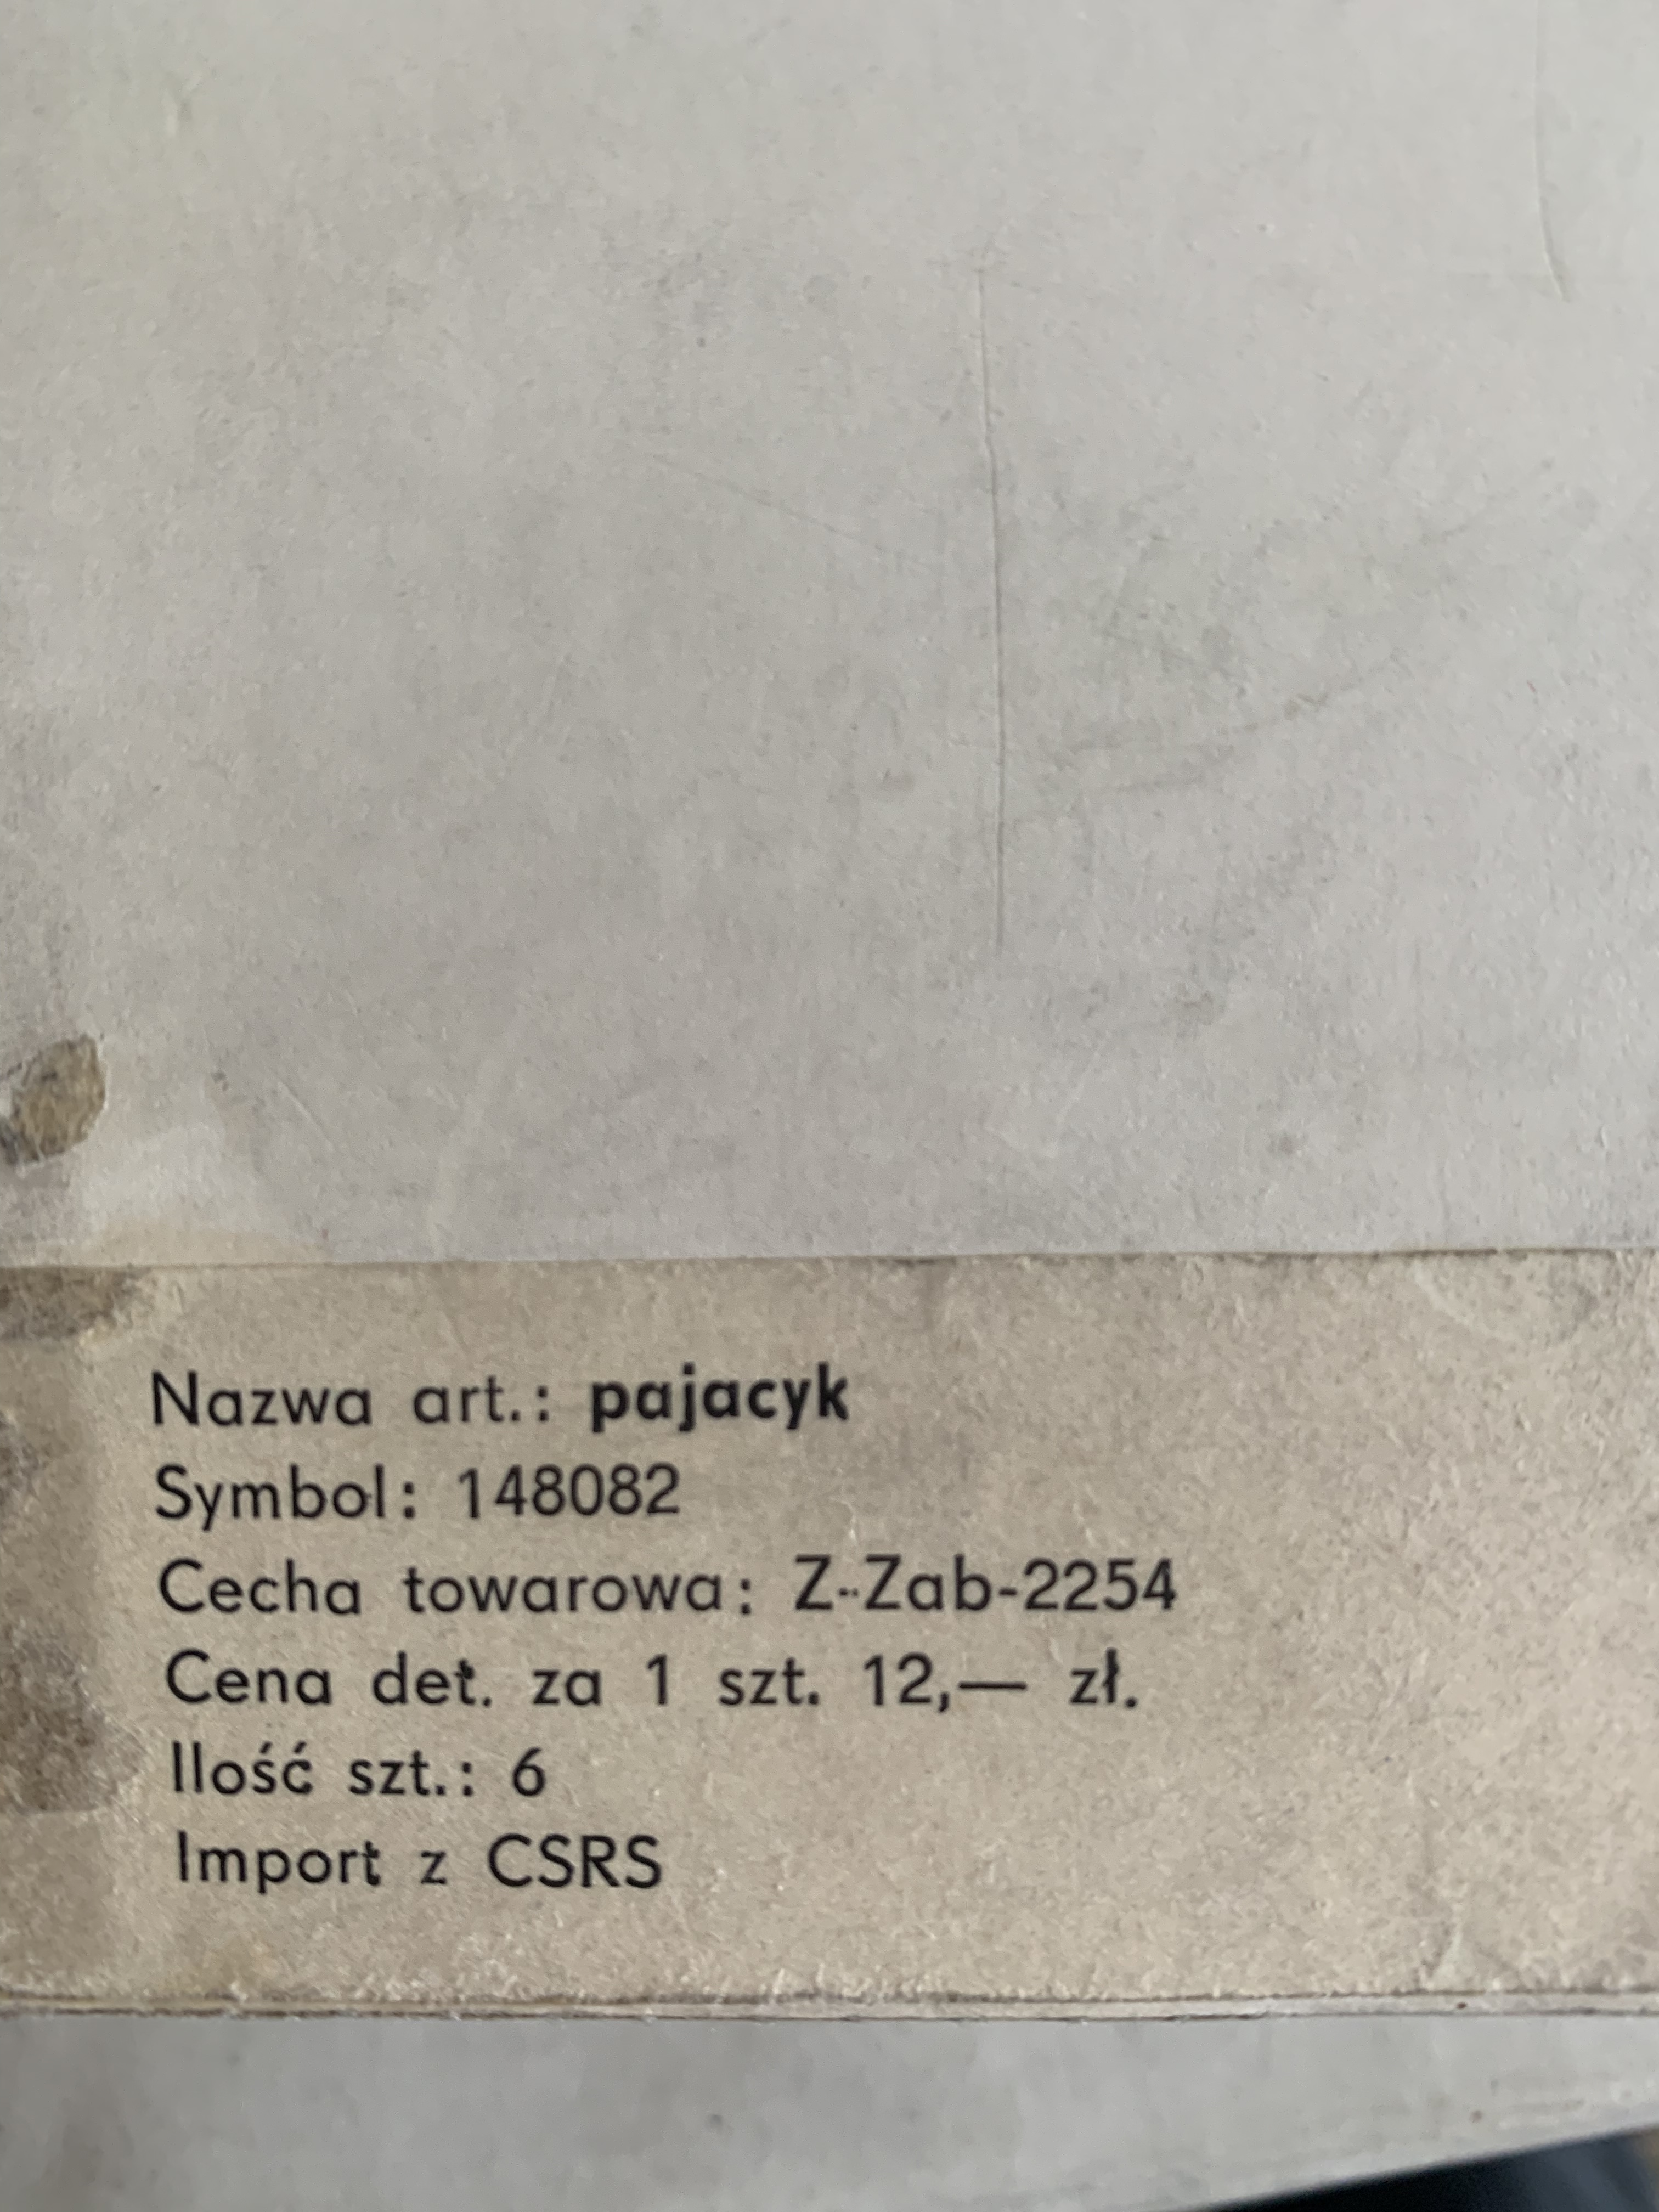 Nazwa art.: pajacyk
Symbol: 148082
Cecha towarowa: Z-Zab-2254
Cena det. za 1 szt. 12,— zł.
Ilość szt.: 6
Import z CSRS